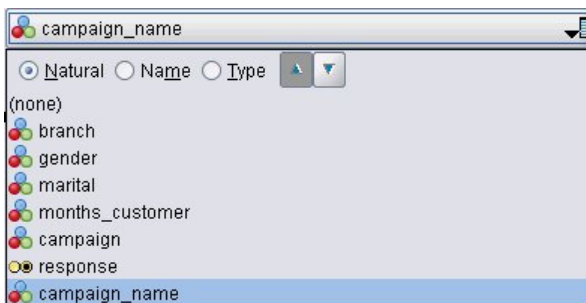 campaign_name
Natural Name Type
(none)
branch
gender
marital
months_customer
campaign
response
campaign_name